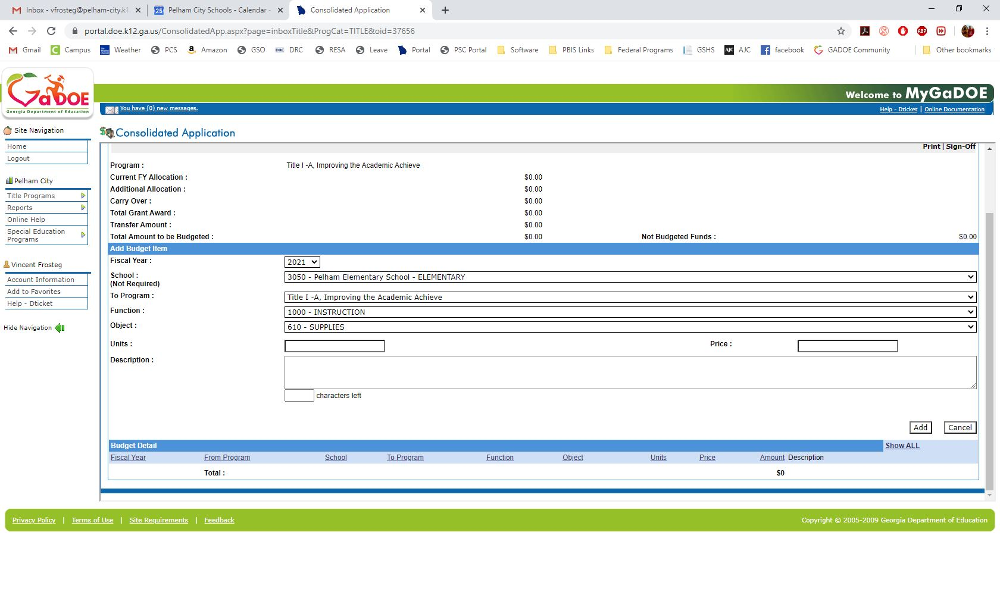 Inbox - vfrosteg@pelham-city.k1
Pelham City Schools - Calendar -
Consolidated Application
portal.doe.k12.ga.us/ConsolidatedApp.aspx?page=inboxTitle&ProgCat=TITLE&oid=37656
Gmail Campus Weather PCS Amazon GSO DRC RESA Leave Portal PSC Portal Software PBIS Links Federal Programs GSHS AJC facebook GADOE Community Other bookmarks
GaDOE
Georgia Department of Education
Welcome to MyGaDOE
You have (0) new messages.
Help - Dticket | Online Documentation
Site Navigation
Home
Logout
Pelham City
Title Programs
Reports
Online Help
Special Education
Programs
Vincent Frosteg
Account Information
Add to Favorites
Help - Dticket
Hide Navigation
Consolidated Application
Print | Sign-Off
Program : Title I -A, Improving the Academic Achieve
Current FY Allocation : $0.00
Additional Allocation : $0.00
Carry Over : $0.00
Total Grant Award : $0.00
Transfer Amount : $0.00
Total Amount to be Budgeted : $0.00 Not Budgeted Funds : $0.00
Add Budget Item
Fiscal Year : 2021
School : 3050 - Pelham Elementary School - ELEMENTARY
(Not Required)
To Program : Title I -A, Improving the Academic Achieve
Function : 1000 - INSTRUCTION
Object : 610 - SUPPLIES
Units : Price :
Description :
characters left
Add Cancel
Budget Detail Show ALL
Fiscal Year From Program School To Program Function Object Units Price Amount Description
Total : $0
Privacy Policy | Terms of Use | Site Requirements | Feedback
Copyright © 2005-2009 Georgia Department of Education